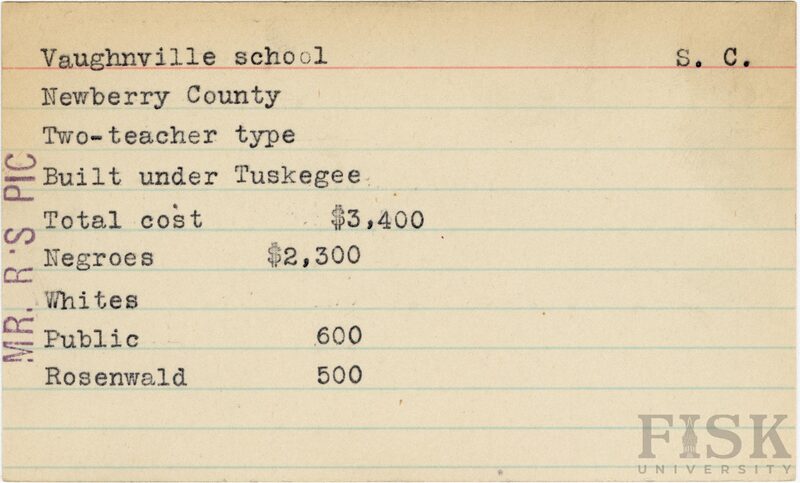 Vaughnville school S. C.
Newberry County
Two-teacher type
Built under Tuskegee
Total cost $3,400
Negroes $2,300
Whites
Public 600
Rosenwald 500
MR. R'S PIC
FISK
UNIVERSITY